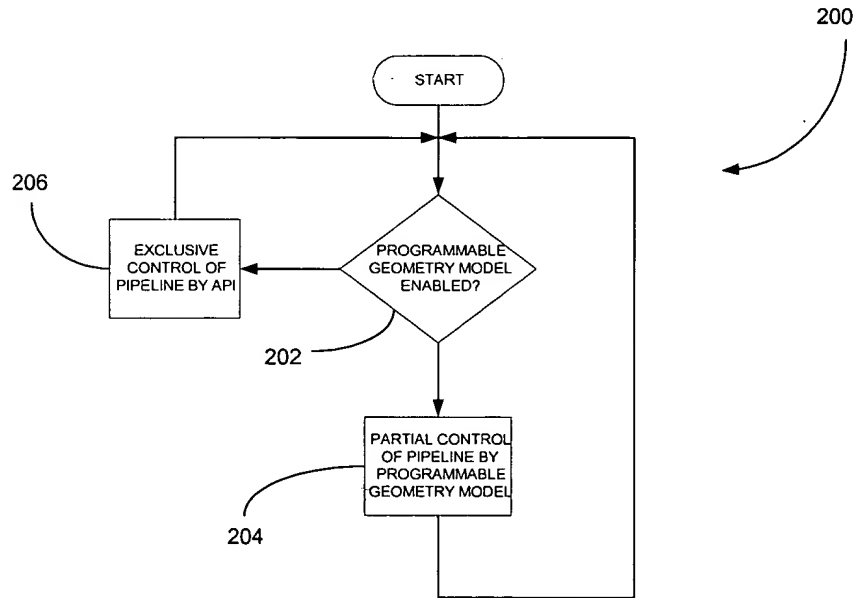 200
START
206
EXCLUSIVE
CONTROL OF
PIPELINE BY API
PROGRAMMABLE
GEOMETRY MODEL
ENABLED?
202
PARTIAL CONTROL
OF PIPELINE BY
PROGRAMMABLE
GEOMETRY MODEL
204